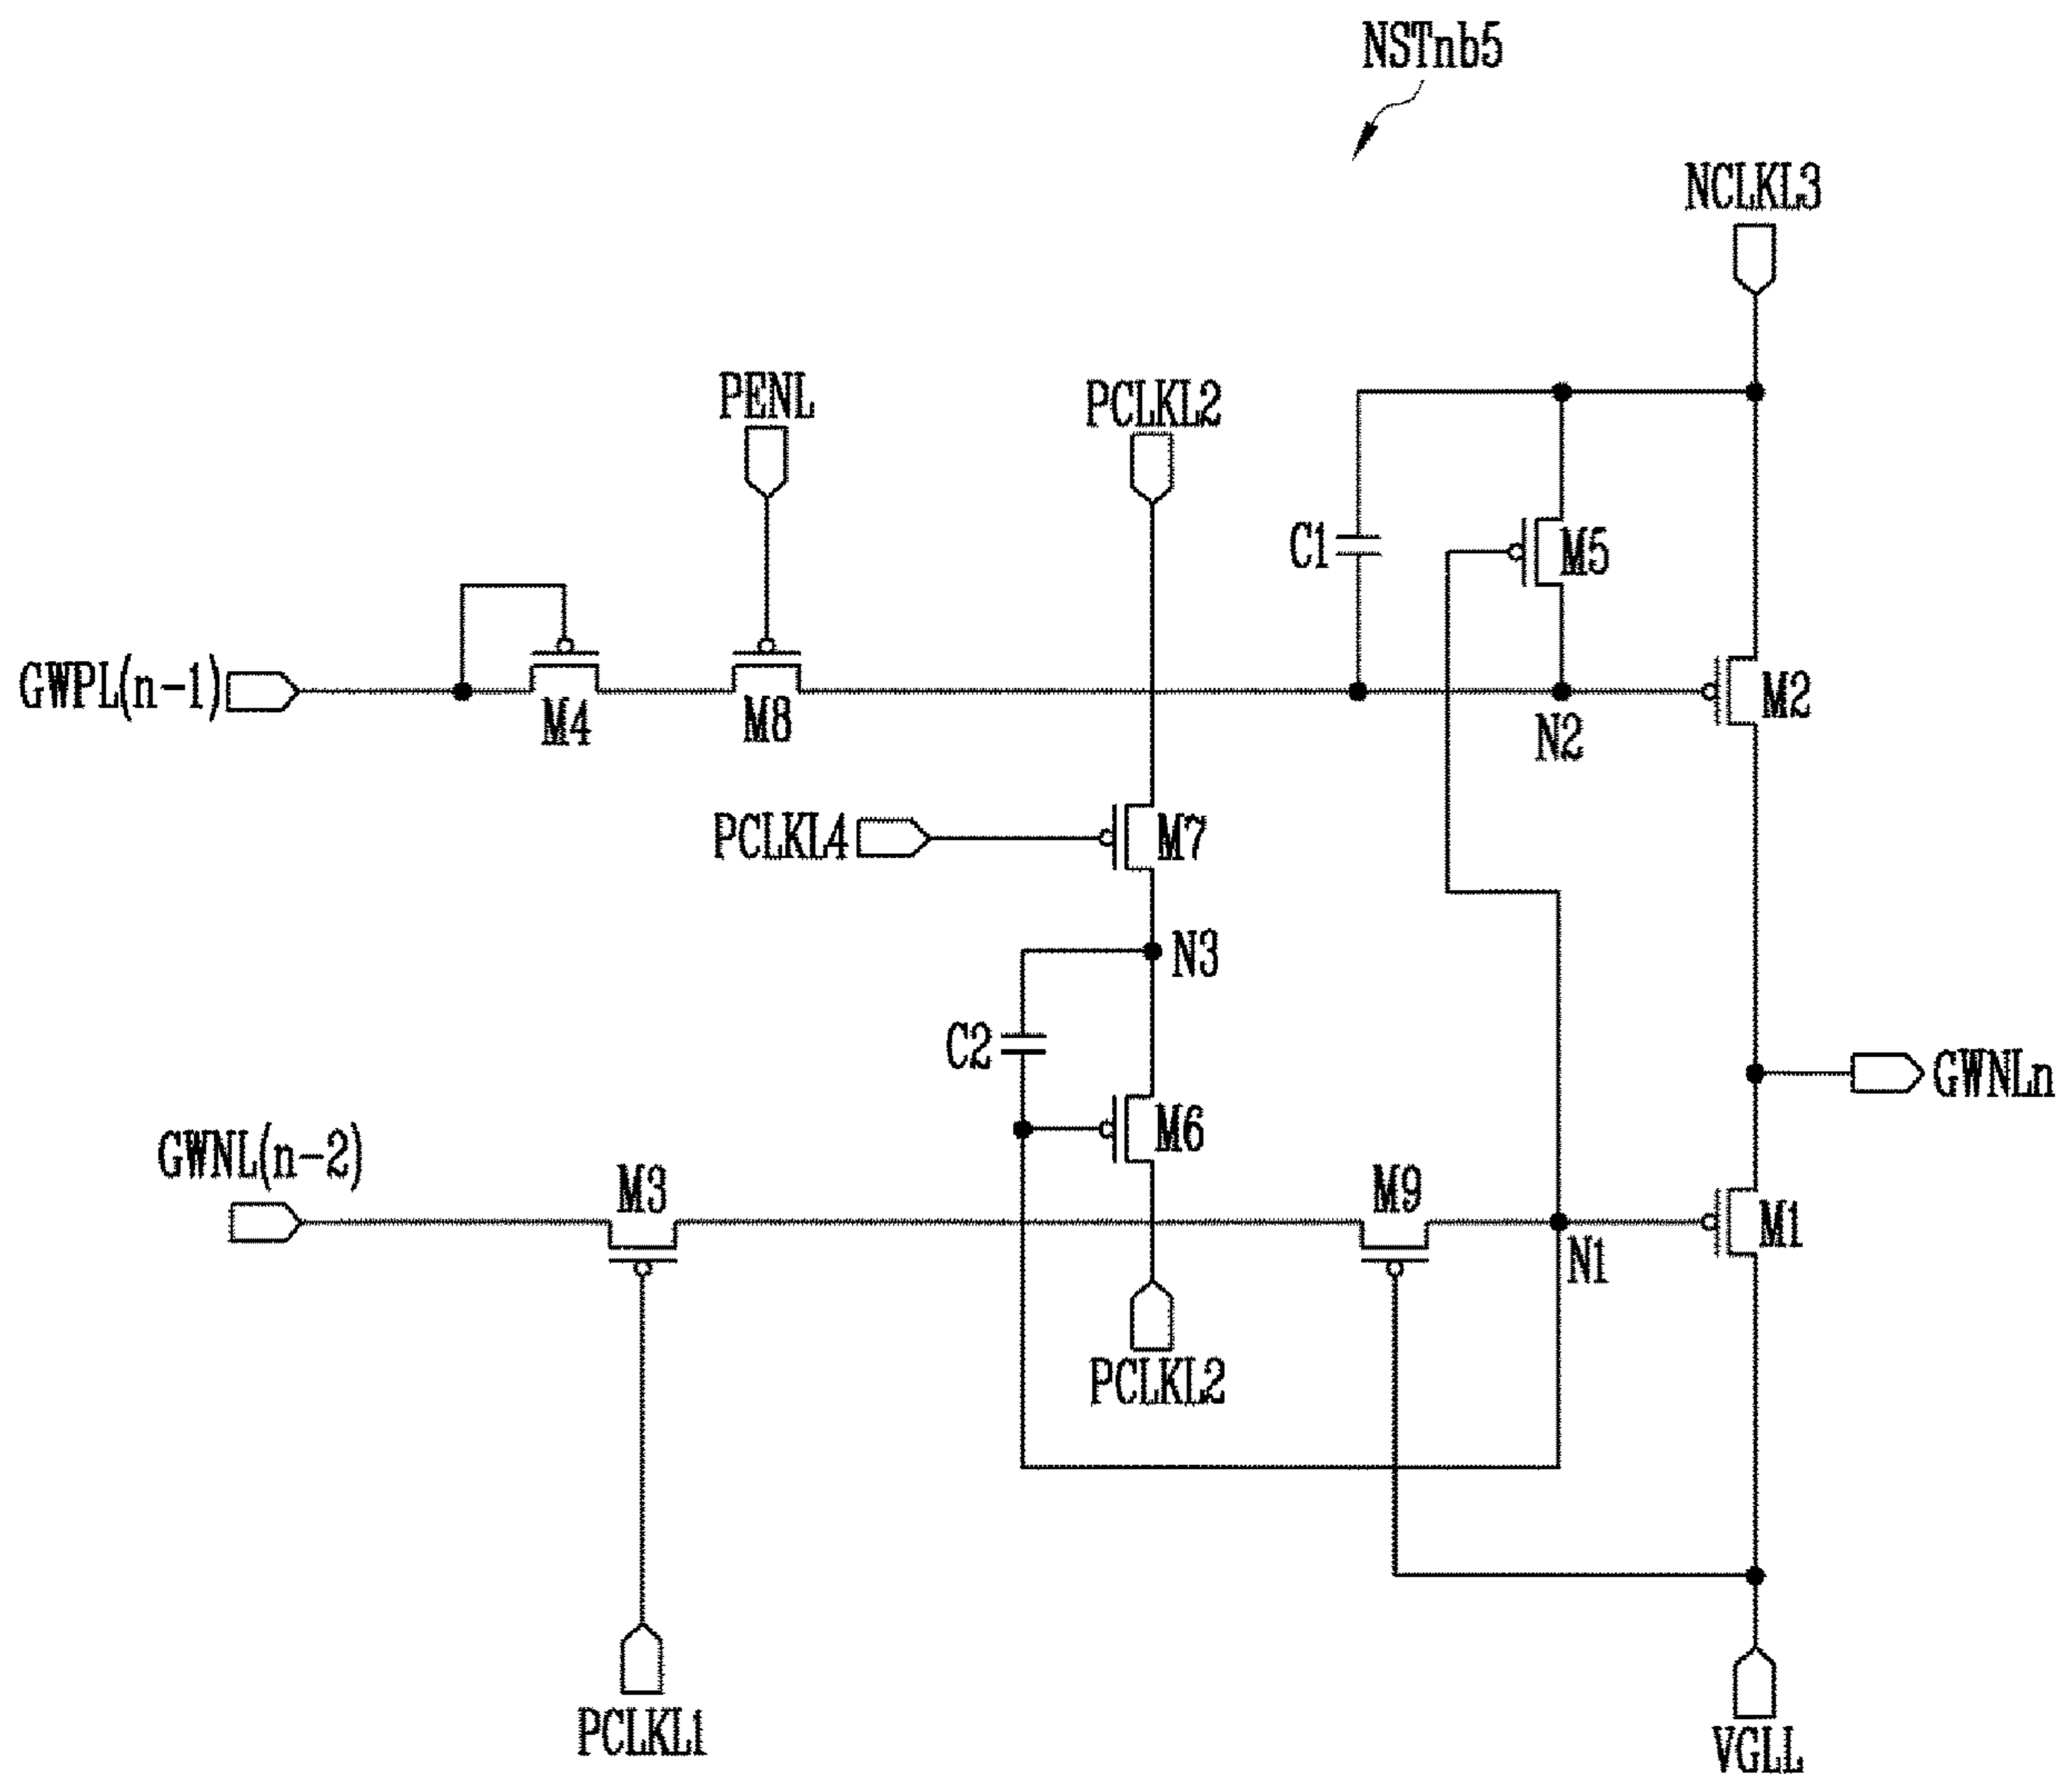 NSTnb5
NCLKL3
PENL
PCLKL2
C1
M5
GWPL(n-1)
M4
M8
N2
M2
PCLKL4
M7
N3
C2
M6
GWNLn
GWNL(n-2)
M3
M9
N1
M1
PCLKL2
PCLKL1
VGLL